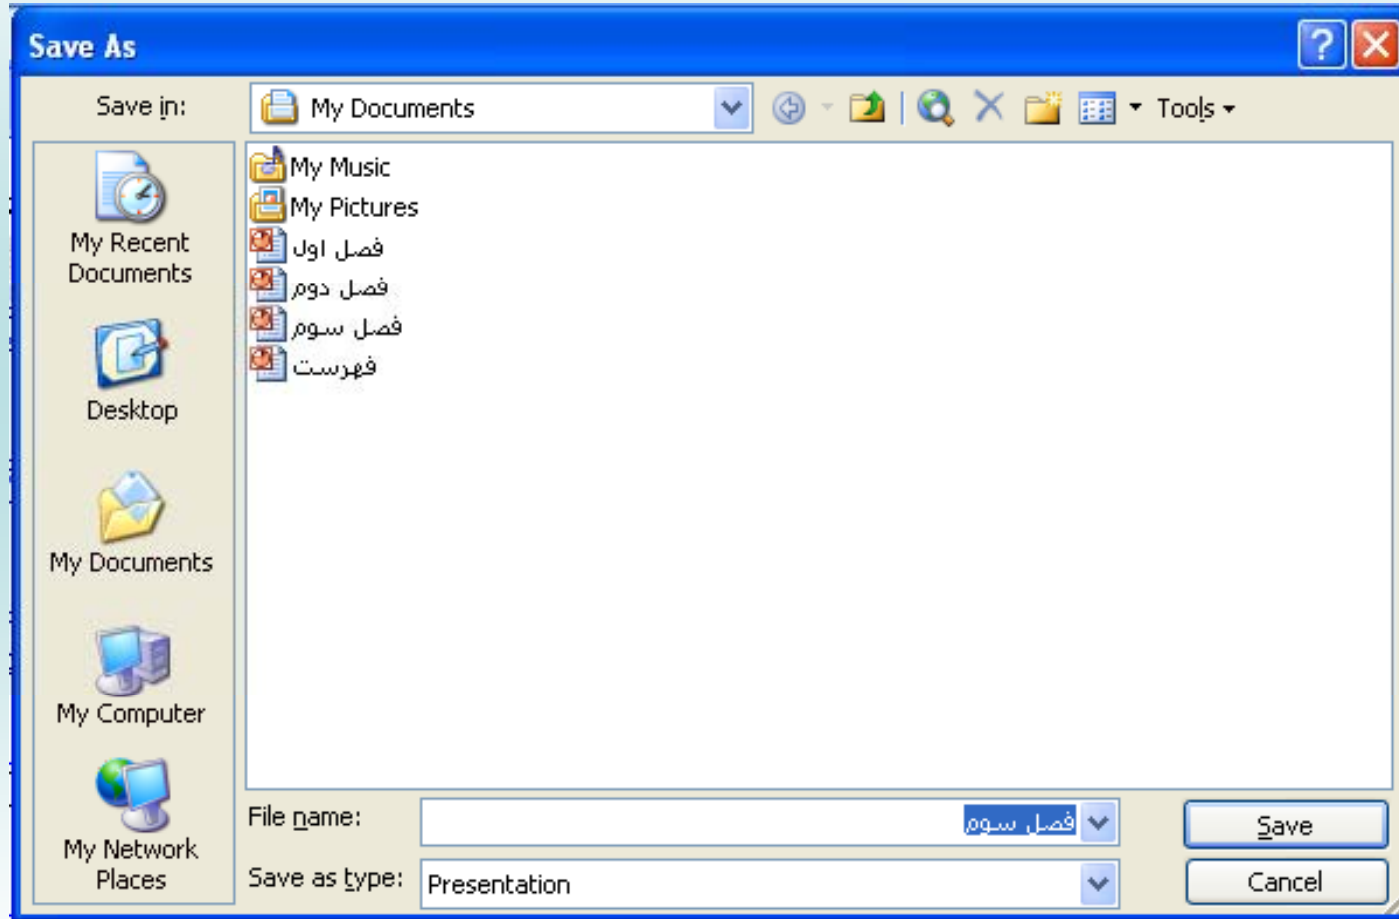 Save As
Save in:
My Documents
Tools
My Recent
Documents
Desktop
My Documents
My Computer
My Network
Places
My Music
My Pictures
فصل اول
فصل دوم
فصل سوم
فهرست
File name:
فصل سوم
Save
Save as type:
Presentation
Cancel